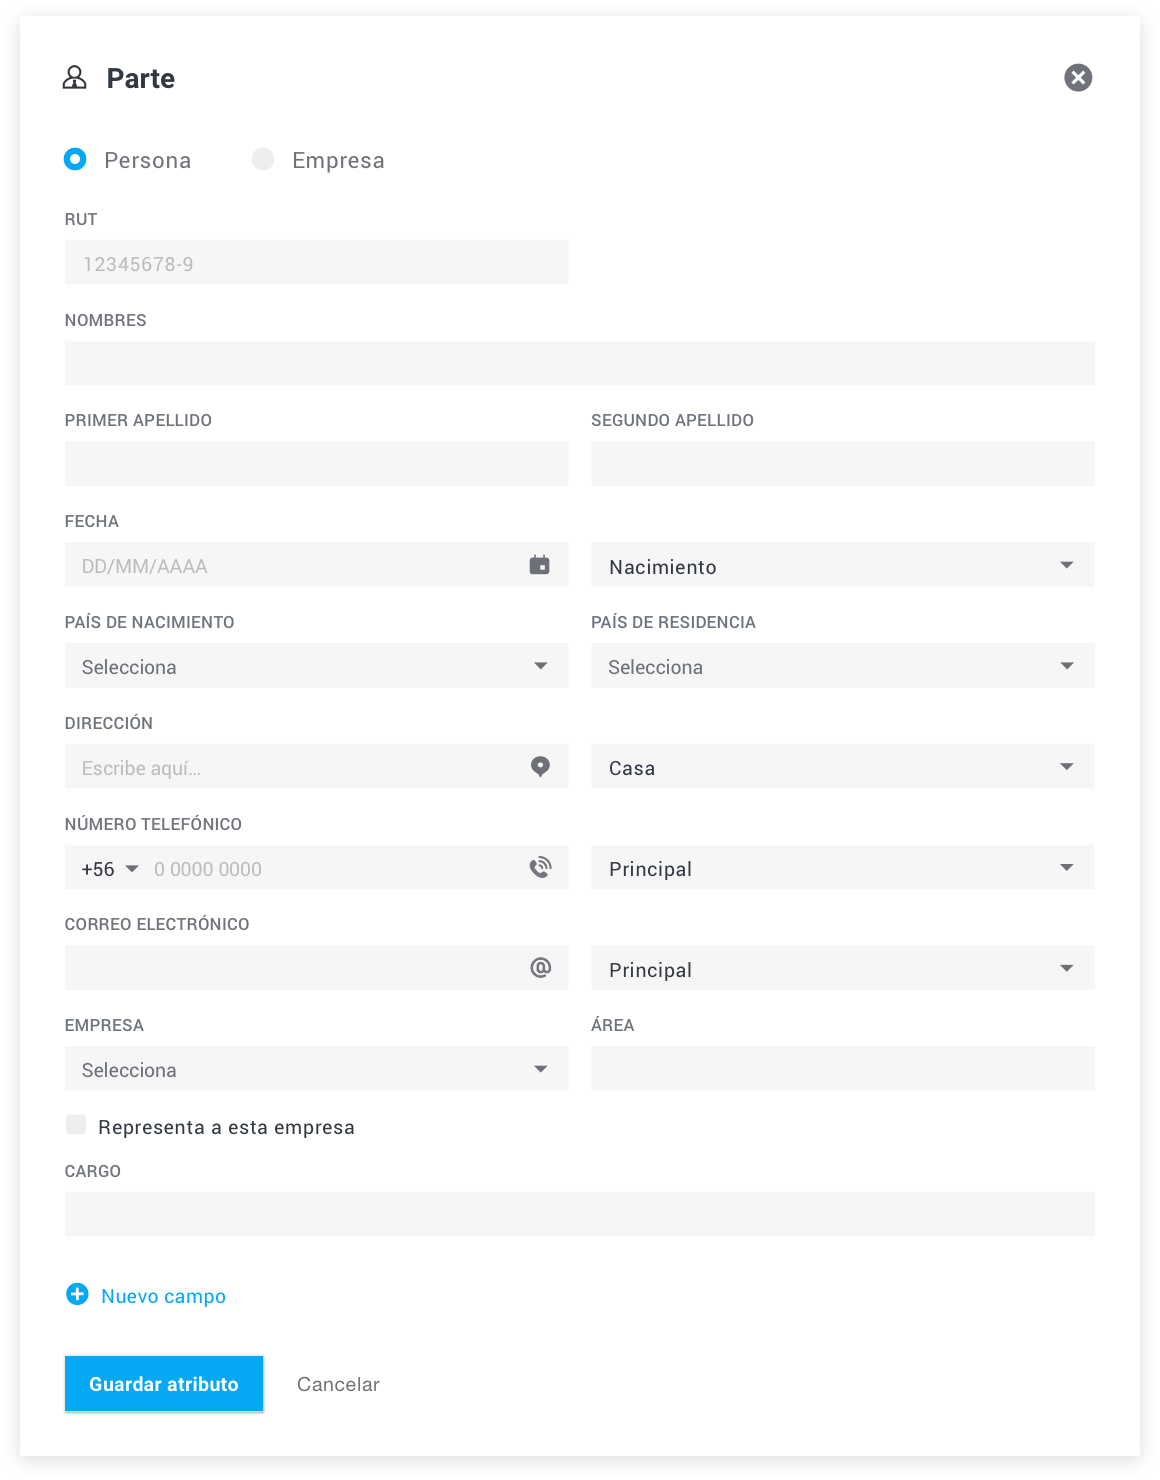 Parte
Persona Empresa
RUT
12345678-9
NOMBRES
PRIMER APELLIDO SEGUNDO APELLIDO
FECHA
DD/MM/AAAA Nacimiento
PAÍS DE NACIMIENTO PAÍS DE RESIDENCIA
Selecciona Selecciona
DIRECCIÓN
Escribe aquí... Casa
NÚMERO TELEFÓNICO
+56 0 0000 0000 Principal
CORREO ELECTRÓNICO
@ Principal
EMPRESA ÁREA
Selecciona
Representa a esta empresa
CARGO
Nuevo campo
Guardar atributo Cancelar